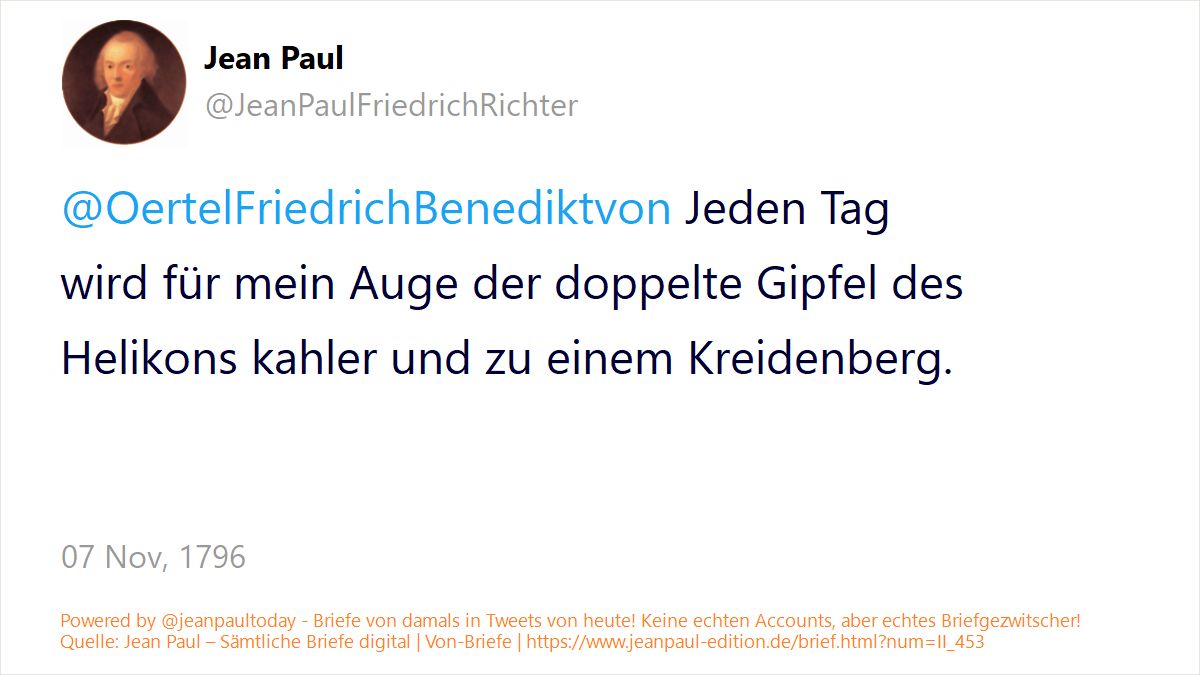 Jean Paul
@JeanPaulFriedrichRichter
@OertelFriedrichBenediktvon Jeden Tag
wird für mein Auge der doppelte Gipfel des
Helikons kahler und zu einem Kreidenberg.
07 Nov, 1796
Powered by @jeanpaultoday - Briefe von damals in Tweets von heute! Keine echten Accounts, aber echtes Briefgezwitscher!
Quelle: Jean Paul – Sämtliche Briefe digital | Von-Briefe | https://www.jeanpaul-edition.de/brief.html?num=II_453